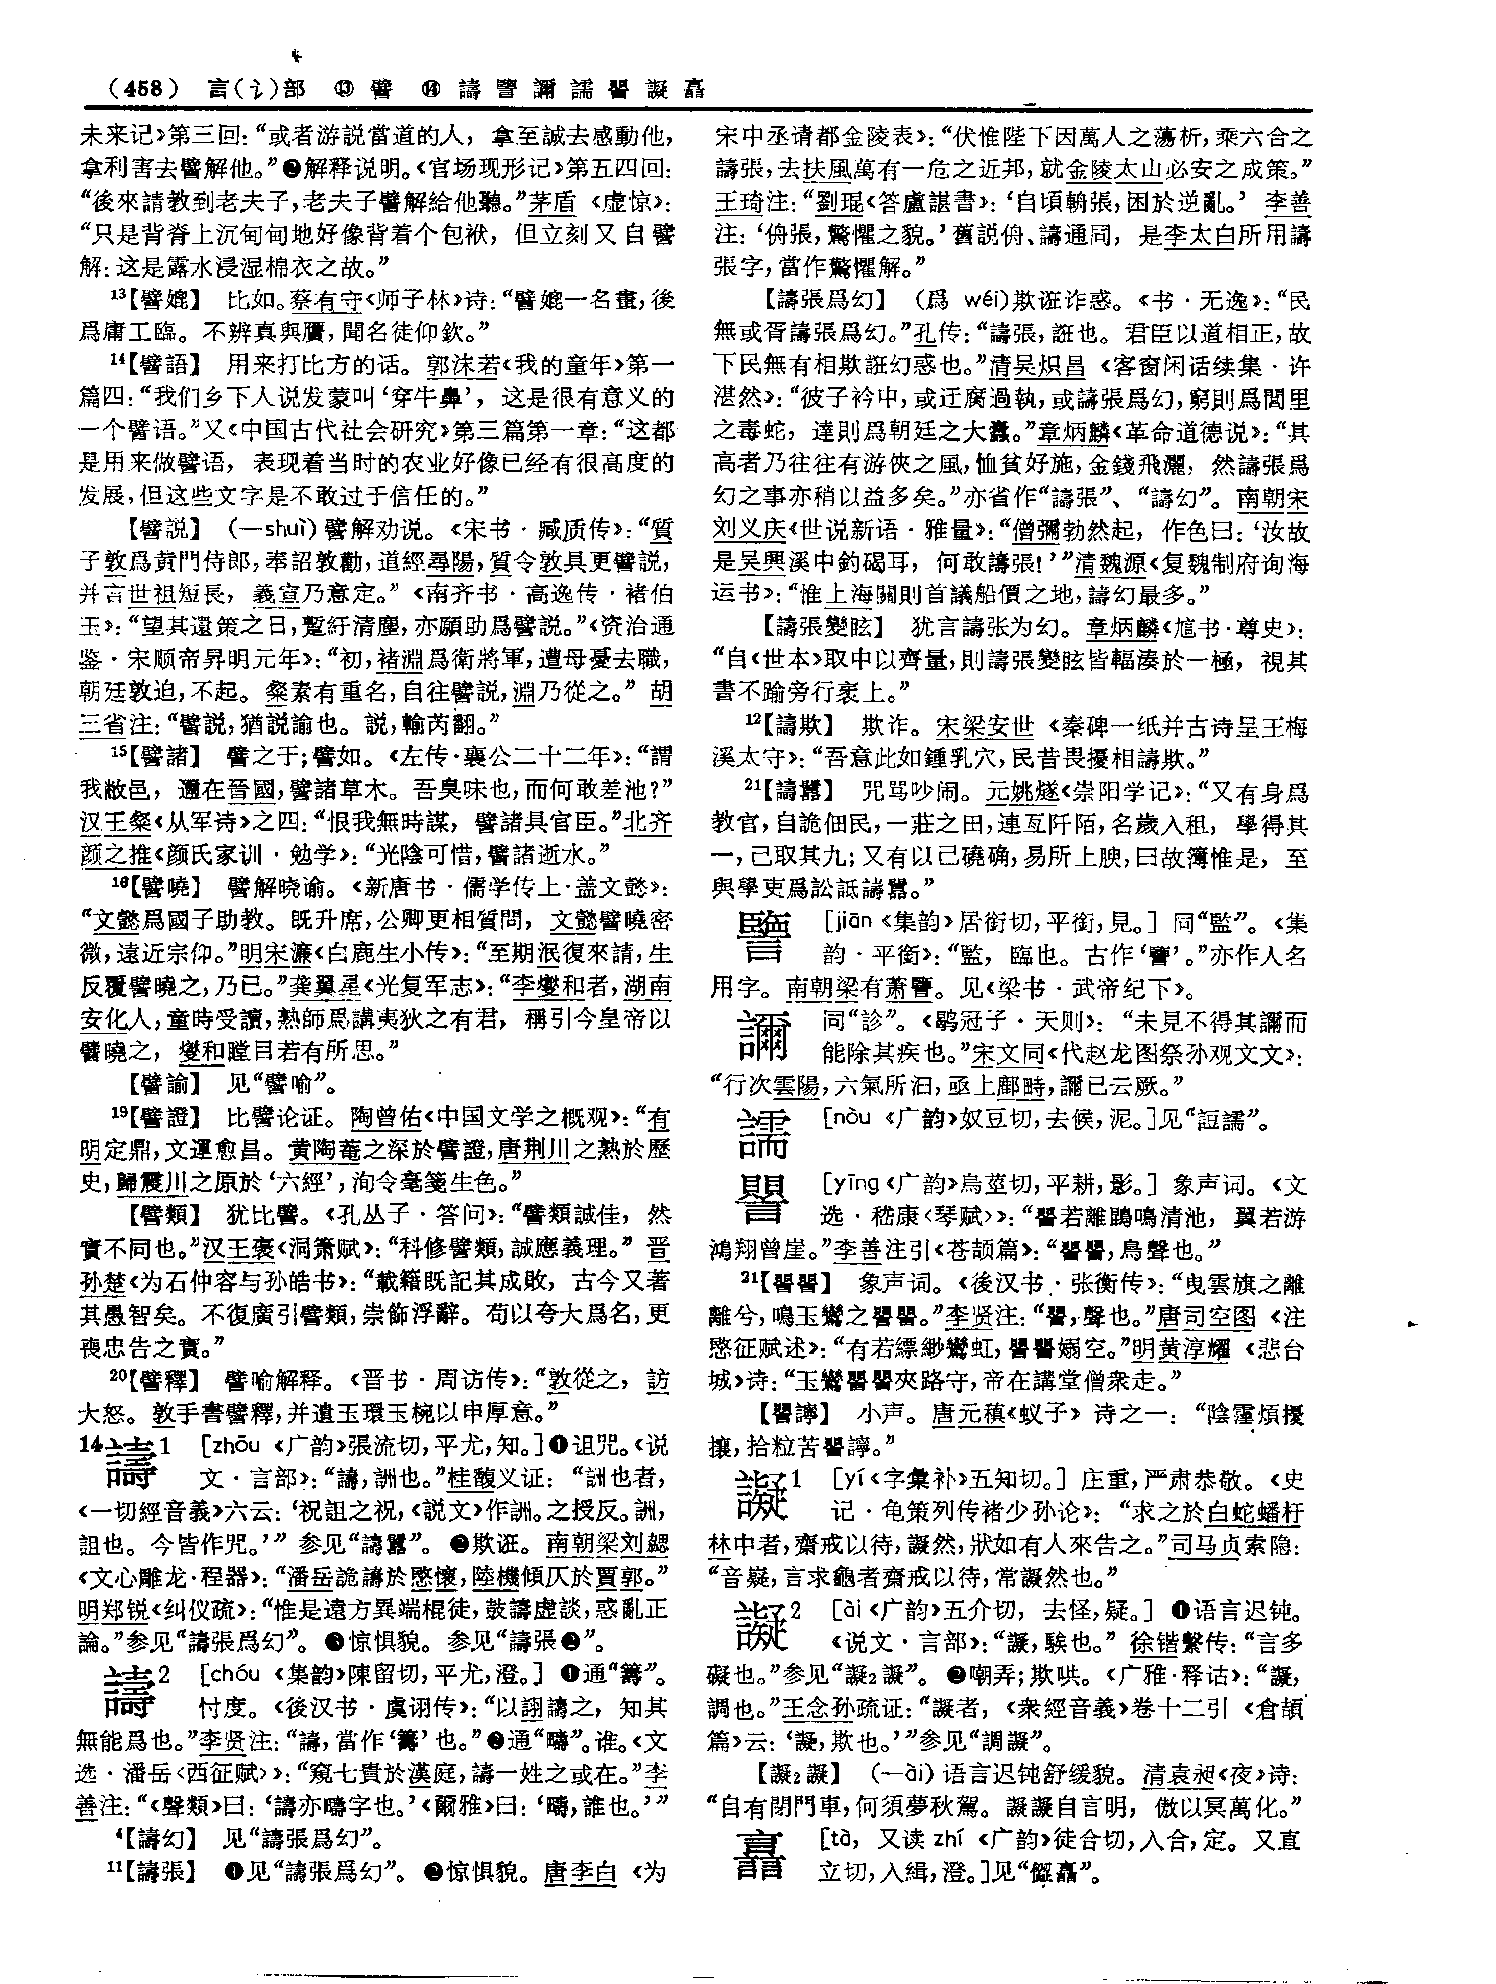 （458） 言(讠)部 ⑬譬 ⑭譸譼讁譳譻譺譶
未来记》第三回：“或者游説當道的人，拿至誠去感動他，
拿利害去譬解他。”❷解释说明。《官场现形记》第五四回：
“後來請教到老夫子，老夫子譬解給他聽。”茅盾《虚惊》：
“只是背脊上沉甸甸地好像背着个包袱，但立刻又自譬
解：这是露水浸湿棉衣之故。”
13【譬媲】 比如。蔡有守《师子林》诗：“譬媲一名畫，後
爲庸工臨。不辨真與贋，聞名徒仰欽。”
14【譬語】 用来打比方的话。郭沫若《我的童年》第一
篇四：“我们乡下人说发蒙叫‘穿牛鼻’，这是很有意义的
一个譬语。”又《中国古代社会研究》第三篇第一章：“这都
是用来做譬语，表现着当时的农业好像已经有很高度的
发展，但这些文字是不敢过于信任的。”
【譬説】 （—shuì）譬解劝说。《宋书·臧质传》：“質
子敦爲黄門侍郎，奉詔敦勸，道經尋陽，質令敦具更譬説，
并言世祖短長，義宣乃意定。”《南齐书·高逸传·褚伯
玉》：“望其還策之日，蹔紆清塵，亦願助爲譬説。”《资治通
鉴·宋顺帝昇明元年》：“初，褚淵爲衛將軍，遭母憂去職，
朝廷敦迫，不起。粲素有重名，自往譬説，淵乃從之。”胡
三省注：“譬説，猶説諭也。説，輸芮翻。”
15【譬諸】 譬之于；譬如。《左传·襄公二十二年》：“謂
我敝邑，邇在晉國，譬諸草木。吾臭味也，而何敢差池？”
汉王粲《从军诗》之四：“恨我無時謀，譬諸具官臣。”北齐
颜之推《颜氏家训·勉学》：“光陰可惜，譬諸逝水。”
16【譬曉】 譬解晓谕。《新唐书·儒学传上·盖文懿》：
“文懿爲國子助教。既升席，公卿更相質問，文懿譬曉密
微，遠近宗仰。”明宋濂《白鹿生小传》：“至期泯復來請，生
反覆譬曉之，乃已。”龚翼星《光复军志》：“李燮和者，湖南
安化人，童時受讀，熟師爲講夷狄之有君，稱引今皇帝以
譬曉之，燮和瞠目若有所思。”
【譬諭】 见“譬喻”。
19【譬證】 比譬论证。陶曾佑《中国文学之概观》：“有
明定鼎，文運愈昌。黄陶菴之深於譬證，唐荆川之熟於歷
史，歸震川之原於‘六經’，洵令毫箋生色。”
【譬類】 犹比譬。《孔丛子·答问》：“譬類誠佳，然
實不同也。”汉王褒《洞箫赋》：“科修譬類，誠應義理。”晋
孙楚《为石仲容与孙皓书》：“載籍既記其成敗，古今又著
其愚智矣。不復廣引譬類，崇飾浮辭。苟以夸大爲名，更
喪忠告之實。”
20【譬釋】 譬喻解释。《晋书·周访传》：“敦從之，訪
大怒。敦手書譬釋，并遺玉環玉椀以申厚意。”
14譸1 ［zhōu《广韵》張流切，平尤，知。］❶诅咒。《说
文·言部》：“譸，詶也。”桂馥义证：“詶也者，
《一切經音義》六云：‘祝詛之祝，《説文》作詶。之授反。詶，
詛也。今皆作咒。’”参见“譸嚚”。❷欺诳。南朝梁刘勰
《文心雕龙·程器》：“潘岳詭譸於愍懷，陸機傾仄於賈郭。”
明郑锐《纠仪疏》：“惟是遠方異端棍徒，鼓譸虚談，惑亂正
論。”参见“譸張爲幻”。❸惊惧貌。参见“譸張❷”。
譸2 ［chóu《集韵》陳留切，平尤，澄。］❶通“籌”。
忖度。《後汉书·虞诩传》：“以詡譸之，知其
無能爲也。”李贤注：“譸，當作‘籌’也。”❷通“疇”。谁。《文
选·潘岳〈西征赋〉》：“窺七貴於漢庭，譸一姓之或在。”李
善注：“《聲類》曰：‘譸亦疇字也。’《爾雅》曰：‘疇，誰也。’”
4【譸幻】 见“譸張爲幻”。
11【譸張】 ❶见“譸張爲幻”。❷惊惧貌。唐李白《为
宋中丞请都金陵表》：“伏惟陛下因萬人之蕩析，乘六合之
譸張，去扶風萬有一危之近邦，就金陵太山必安之成策。”
王琦注：“劉琨《答盧諶書》：‘自頃輈張，困於逆亂。’李善
注：‘侜張，驚懼之貌。’舊説侜、譸通同，是李太白所用譸
張字，當作驚懼解。”
【譸張爲幻】 （爲 wéi）欺诳诈惑。《书·无逸》：“民
無或胥譸張爲幻。”孔传：“譸張，誑也。君臣以道相正，故
下民無有相欺誑幻惑也。”清吴炽昌《客窗闲话续集·许
湛然》：“彼子衿中，或迂腐過執，或譸張爲幻，窮則爲閭里
之毒蛇，達則爲朝廷之大蠹。”章炳麟《革命道德说》：“其
高者乃往往有游俠之風，恤貧好施，金錢飛灑，然譸張爲
幻之事亦稍以益多矣。”亦省作“譸張”、“譸幻”。南朝宋
刘义庆《世说新语·雅量》：“僧彌勃然起，作色曰：‘汝故
是吴興溪中釣碣耳，何敢譸張！’”清魏源《复魏制府询海
运书》：“惟上海關則首議船價之地，譸幻最多。”
【譸張變眩】 犹言譸张为幻。章炳麟《訄书·尊史》：
“自《世本》取中以齊量，則譸張變眩皆輻湊於一極，視其
書不踰旁行衺上。”
12【譸欺】 欺诈。宋梁安世《秦碑一纸并古诗呈王梅
溪太守》：“吾意此如鍾乳穴，民昔畏擾相譸欺。”
21【譸嚚】 咒骂吵闹。元姚燧《崇阳学记》：“又有身爲
教官，自詭佃民，一莊之田，連亙阡陌，名歲入租，學得其
一，己取其九；又有以己磽确，易所上腴，曰故簿惟是，至
與學吏爲訟詆譸嚚。”
譼 ［jiān《集韵》居銜切，平銜，見。］同“監”。《集
韵·平衔》：“監，臨也。古作‘譼’。”亦作人名
用字。南朝梁有萧譼。见《梁书·武帝纪下》。
同“診”。《鹖冠子·天则》：“未見不得其𧭹而
能除其疾也。”宋文同《代赵龙图祭孙观文文》：
“行次雲陽，六氣所汩，亟上鄜畤，𧭹已云厥。”
譳 ［nòu《广韵》奴豆切，去候，泥。］见“䛠譳”。
譻 ［yīng《广韵》烏莖切，平耕，影。］象声词。《文
选·嵇康〈琴赋〉》：“譻若離鵾鳴清池，翼若游
鴻翔曾崖。”李善注引《苍颉篇》：“譻譻，鳥聲也。”
21【譻譻】 象声词。《後汉书·张衡传》：“曳雲旗之離
離兮，鳴玉鸞之譻譻。”李贤注：“譻，聲也。”唐司空图《注
愍征赋述》：“有若縹緲鸞虹，譻譻嫋空。”明黄淳耀《悲台
城》诗：“玉鸞譻譻夾路守，帝在講堂僧衆走。”
【譻諄】 小声。唐元稹《蚁子》诗之一：“陰霪煩擾
攘，拾粒苦譻諄。”
譺1 ［yí《字彙补》五知切。］庄重，严肃恭敬。《史
记·龟策列传褚少孙论》：“求之於白蛇蟠杅
林中者，齋戒以待，譺然，狀如有人來告之。”司马贞索隐：
“音嶷，言求龜者齋戒以待，常譺然也。”
譺2 ［ài《广韵》五介切，去怪，疑。］❶语言迟钝。
《说文·言部》：“譺，騃也。”徐锴繫传：“言多
礙也。”参见“譺2譺”。❷嘲弄；欺哄。《广雅·释诂》：“譺，
調也。”王念孙疏证：“譺者，《衆經音義》卷十二引《倉頡
篇》云：‘譺，欺也。’”参见“調譺”。
【譺2譺】 （—ài）语言迟钝舒缓貌。清袁昶《夜》诗：
“自有閉門車，何須夢秋駕。譺譺自言明，傲以冥萬化。”
譶 ［tà，又读 zhí《广韵》徒合切，入合，定。又直
立切，入緝，澄。］见“譶”。